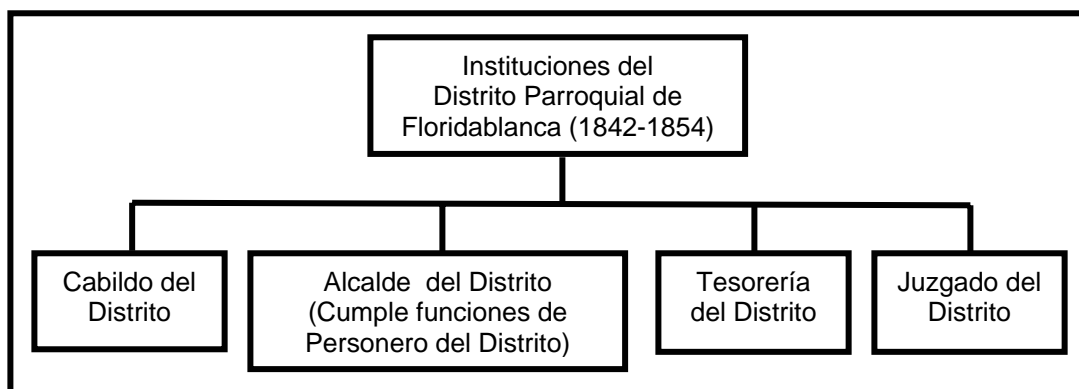 Instituciones del
Distrito Parroquial de
Floridablanca (1842-1854)
Cabildo del
Distrito
Alcalde  del Distrito
(Cumple funciones de
Personero del Distrito)
Tesorería
del Distrito
Juzgado del
Distrito